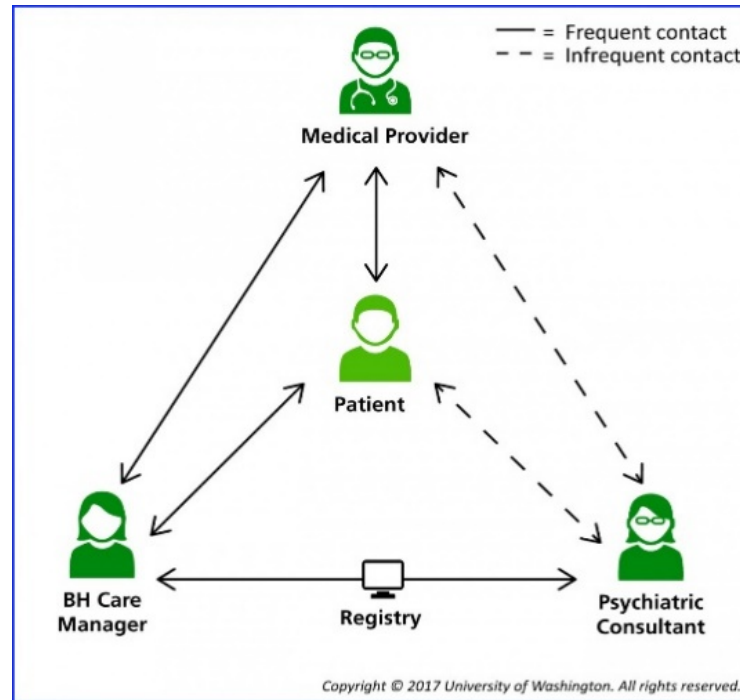 = Frequent contact
= Infrequent contact
Medical Provider
Patient
BH Care
Manager
Registry
Psychiatric
Consultant
Copyright © 2017 University of Washington. All rights reserved.